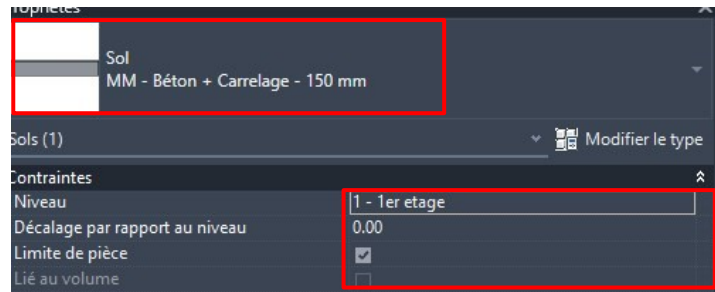 Propriétés
Sol
MM - Béton + Carrelage - 150 mm
Sols (1)
Modifier le type
Contraintes
Niveau 1 - 1er etage
Décalage par rapport au niveau 0.00
Limite de pièce
Lié au volume